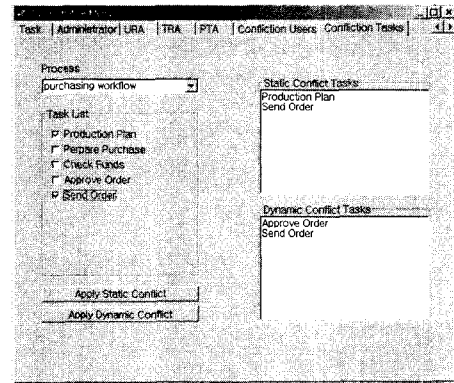 Task Administrator URA TRA PTA Confliction Users Confliction Tasks
Process
purchasing workflow
Task List
Production Plan
Perpare Purchase
Check Funds
Approve Order
Send Order
Apply Static Conflict
Apply Dynamic Conflict
Static Conflict Tasks
Production Plan
Send Order
Dynamic Conflict Tasks
Approve Order
Send Order